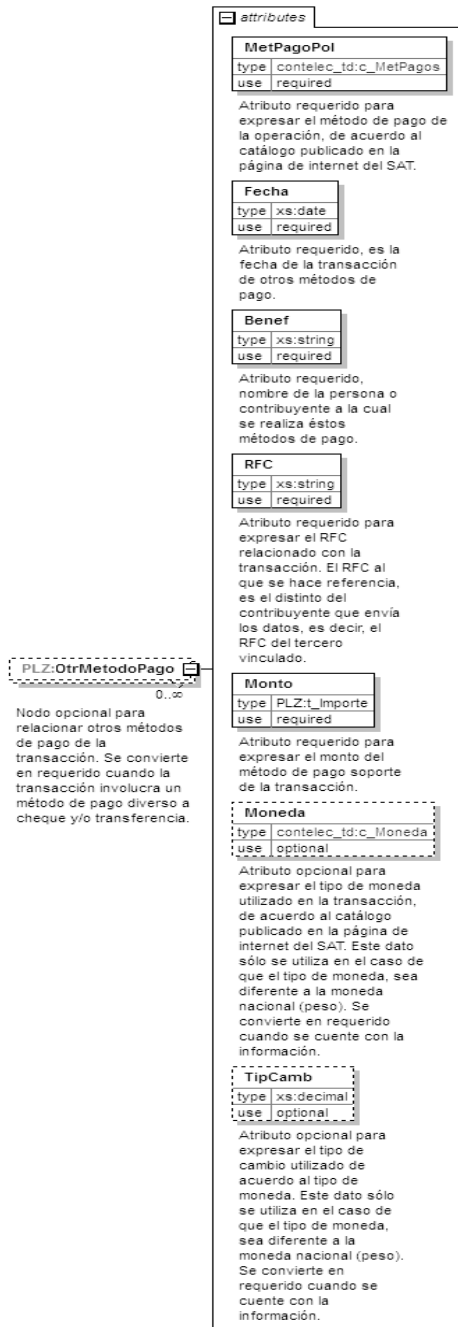 attributes
MetPagoPol
type contelec_td:c_MetPagos
use required
Atributo requerido para
expresar el método de pago de
la operación, de acuerdo al
catálogo publicado en la
página de internet del SAT.
Fecha
type xs:date
use required
Atributo requerido, es la
fecha de la transacción
de otros métodos de
pago.
Benef
type xs:string
use required
Atributo requerido,
nombre de la persona o
contribuyente a la cual
se realiza éstos
métodos de pago.
RFC
type xs:string
use required
Atributo requerido para
expresar el RFC
relacionado con la
transacción. El RFC al
que se hace referencia,
es el distinto del
contribuyente que envía
los datos, es decir, el
RFC del tercero
vinculado.
PLZ:OtrMetodoPago
0..∞
Nodo opcional para
relacionar otros métodos
de pago de la
transacción. Se convierte
en requerido cuando la
transacción involucra un
método de pago diverso a
cheque y/o transferencia.
Monto
type PLZ:t_Importe
use required
Atributo requerido para
expresar el monto del
método de pago soporte
de la transacción.
Moneda
type contelec_td:c_Moneda
use optional
Atributo opcional para
expresar el tipo de moneda
utilizado en la transacción,
de acuerdo al catálogo
publicado en la página de
internet del SAT. Este dato
sólo se utiliza en el caso de
que el tipo de moneda, sea
diferente a la moneda
nacional (peso). Se
convierte en requerido
cuando se cuente con la
información.
TipCamb
type xs:decimal
use optional
Atributo opcional para
expresar el tipo de
cambio utilizado de
acuerdo al tipo de
moneda. Este dato sólo
se utiliza en el caso de
que el tipo de moneda,
sea diferente a la
moneda nacional (peso).
Se convierte en
requerido cuando se
cuente con la
información.